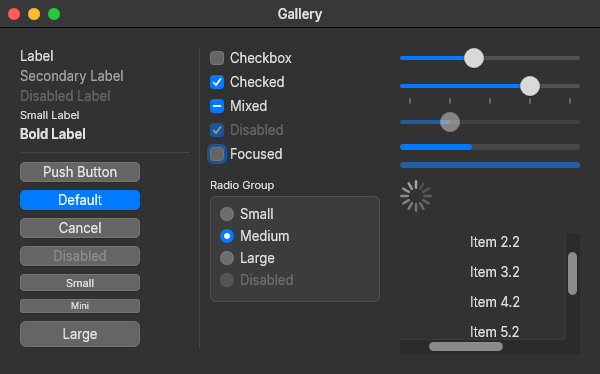 Gallery
Label
Secondary Label
Disabled Label
Small Label
Bold Label
Push Button
Default
Cancel
Disabled
Small
Mini
Large
Checkbox
Checked
Mixed
Disabled
Focused
Radio Group
Small
Medium
Large
Disabled
Item 2.2
Item 3.2
Item 4.2
Item 5.2